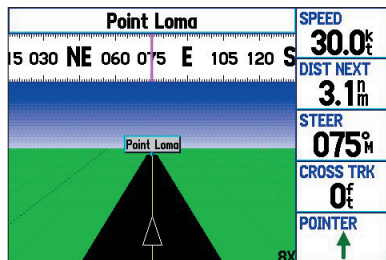 Point Loma
15 030 NE 060 075 E 105 120 S
Point Loma
8X
SPEED
30.0kt
DIST NEXT
3.1nm
STEER
075°M
CROSS TRK
0ft
POINTER